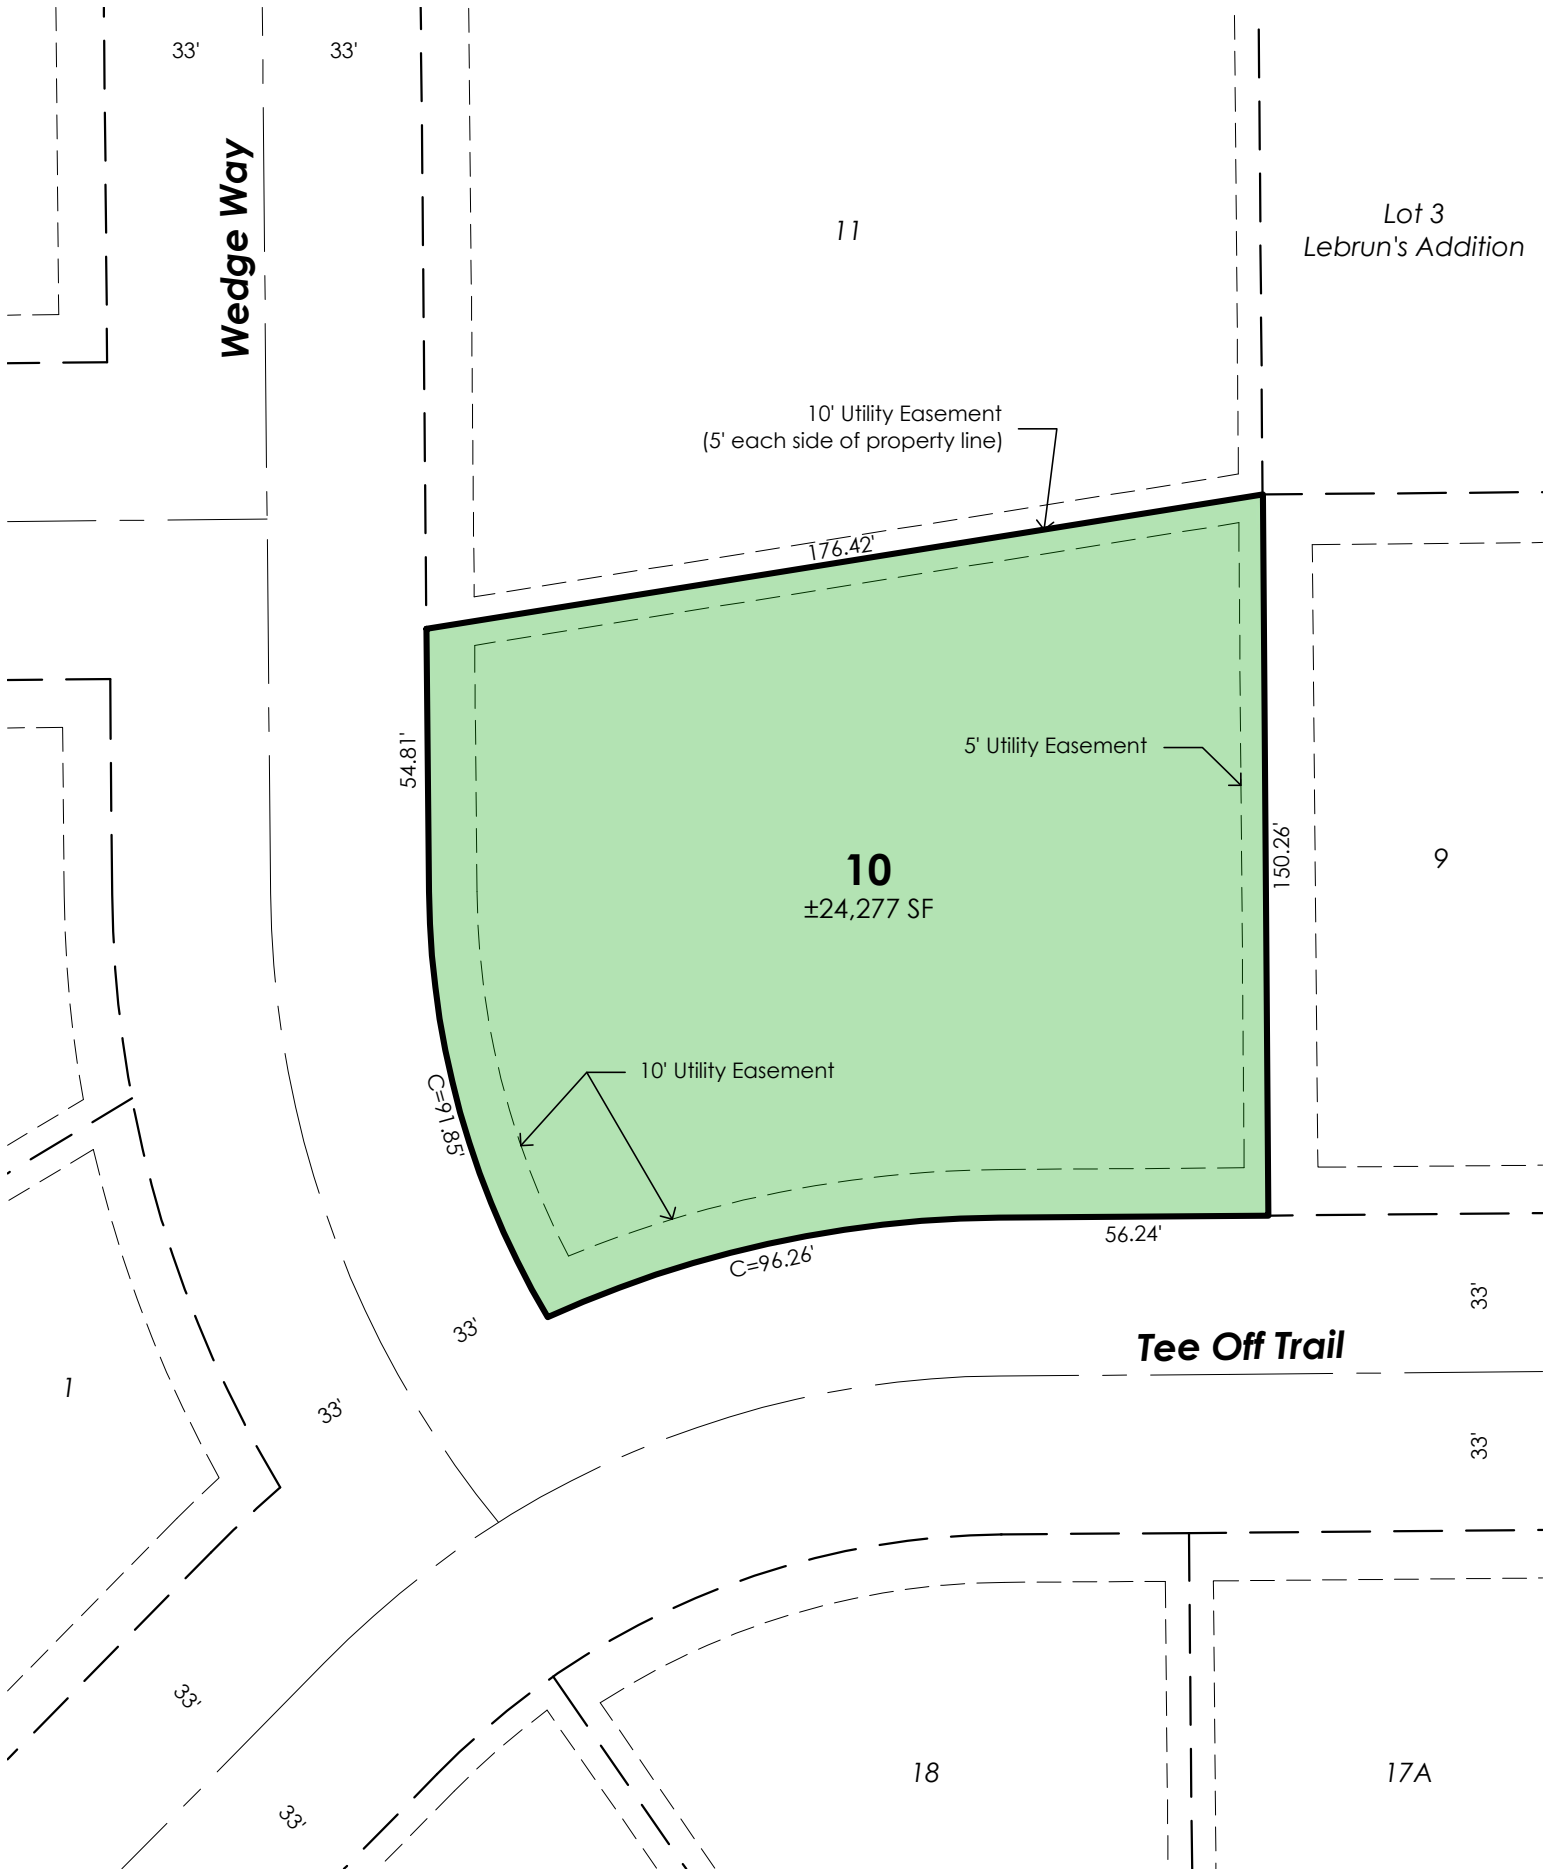 33'
33'
Wedge Way
11
Lot 3
Lebrun's Addition
10' Utility Easement
(5' each side of property line)
176.42'
54.81'
5' Utility Easement
150.26'
10
±24,277 SF
9
10' Utility Easement
C=91.85'
C=96.26'
56.24'
33'
33'
Tee Off Trail
1
33'
33'
33'
33'
18
17A